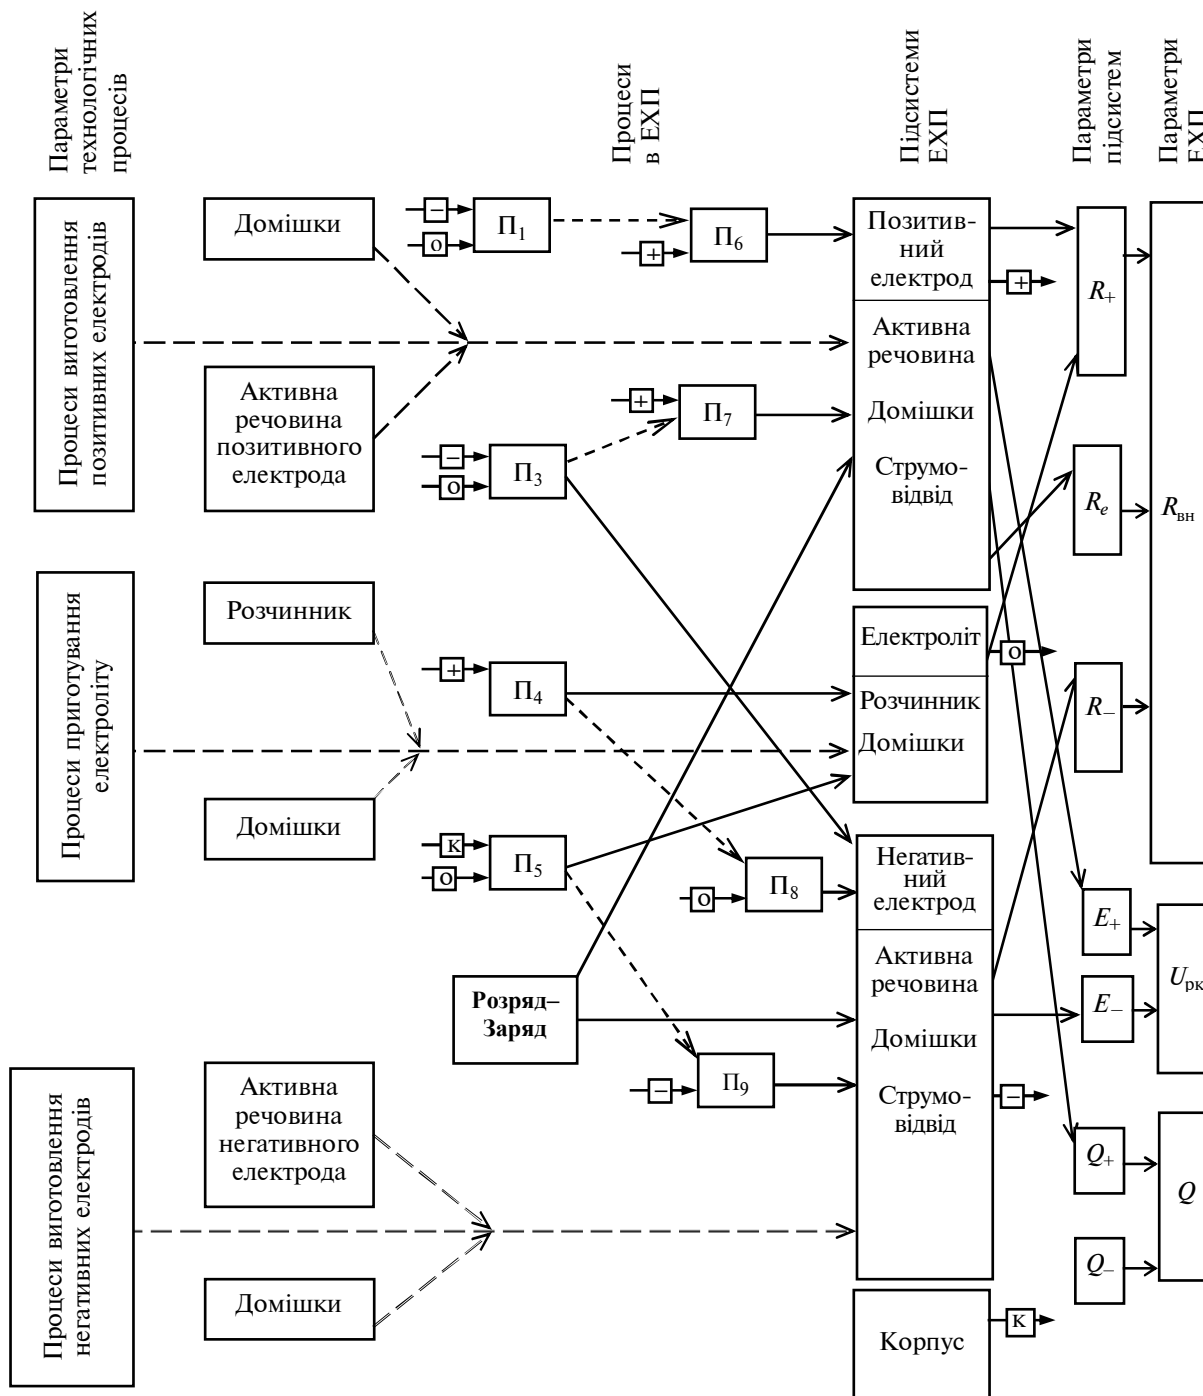 Параметри
технологічних
процесів
Процеси
в ЕХП
Підсистеми
ЕХП
Параметри
підсистем
Параметри
ЕХП
Процеси виготовлення
позитивних електродів
Домішки
Активна
речовина
позитивного
електрода
–
о
П1
+
П6
+
П7
–
о
П3
Позитив-
ний
електрод
Активна
речовина
Домішки
Струмо-
відвід
+
R+
Re
Rвн
Процеси приготування
електроліту
Розчинник
Домішки
+
П4
к
о
П5
о
П8
Електроліт
Розчинник
Домішки
о
R–
Негатив-
ний
електрод
Активна
речовина
Домішки
Струмо-
відвід
–
E+
E–
Uрк
Розряд–
Заряд
–
П9
Процеси виготовлення
негативних електродів
Активна
речовина
негативного
електрода
Домішки
Q+
Q–
Q
Корпус
к